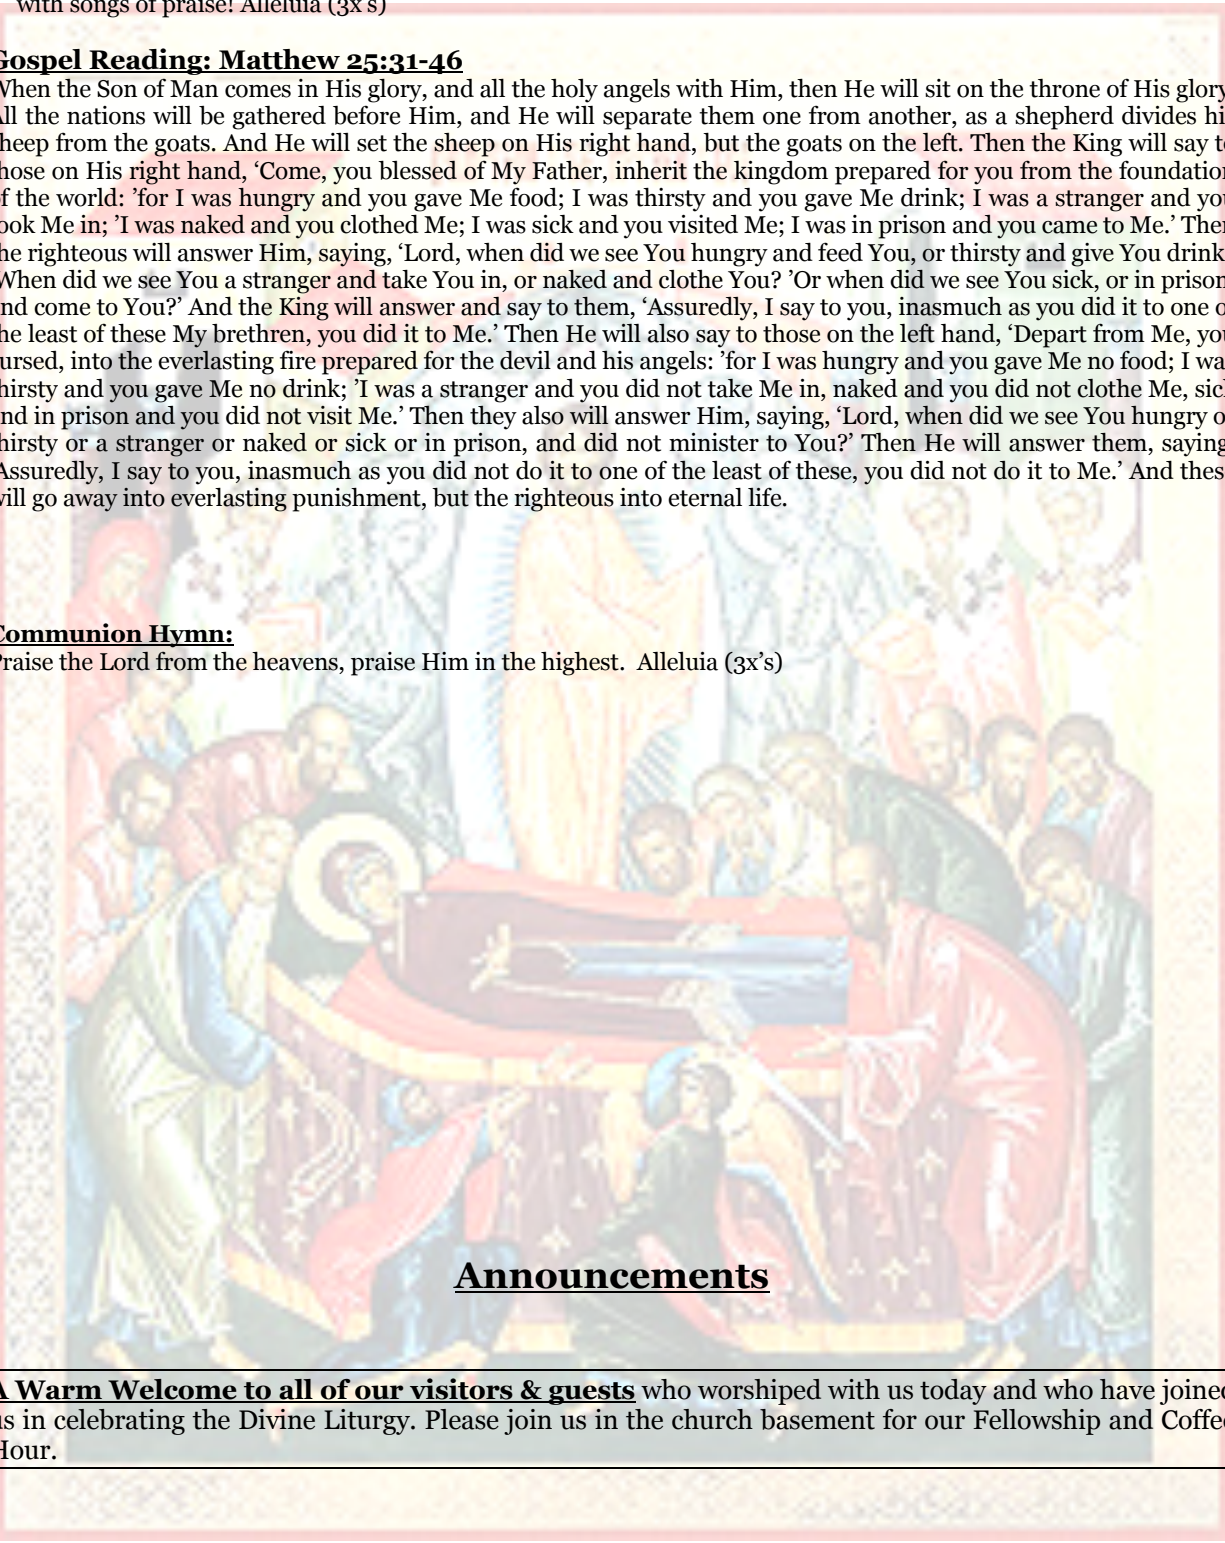 with songs of praise! Alleluia (3x's)
Gospel Reading: Matthew 25:31-46
When the Son of Man comes in His glory, and all the holy angels with Him, then He will sit on the throne of His glory
All the nations will be gathered before Him, and He will separate them one from another, as a shepherd divides hi
heep from the goats. And He will set the sheep on His right hand, but the goats on the left. Then the King will say t
hose on His right hand, ‘Come, you blessed of My Father, inherit the kingdom prepared for you from the foundation
of the world: ’for I was hungry and you gave Me food; I was thirsty and you gave Me drink; I was a stranger and you
ook Me in; ’I was naked and you clothed Me; I was sick and you visited Me; I was in prison and you came to Me.’ Then
he righteous will answer Him, saying, ‘Lord, when did we see You hungry and feed You, or thirsty and give You drink
When did we see You a stranger and take You in, or naked and clothe You? ’Or when did we see You sick, or in prison
nd come to You?’ And the King will answer and say to them, ‘Assuredly, I say to you, inasmuch as you did it to one o
he least of these My brethren, you did it to Me.’ Then He will also say to those on the left hand, ‘Depart from Me, you
ursed, into the everlasting fire prepared for the devil and his angels: ’for I was hungry and you gave Me no food; I wa
hirsty and you gave Me no drink; ’I was a stranger and you did not take Me in, naked and you did not clothe Me, sick
nd in prison and you did not visit Me.’ Then they also will answer Him, saying, ‘Lord, when did we see You hungry o
hirsty or a stranger or naked or sick or in prison, and did not minister to You?’ Then He will answer them, saying
Assuredly, I say to you, inasmuch as you did not do it to one of the least of these, you did not do it to Me.’ And thes
will go away into everlasting punishment, but the righteous into eternal life.
Communion Hymn:
Praise the Lord from the heavens, praise Him in the highest. Alleluia (3x’s)
Announcements
A Warm Welcome to all of our visitors & guests who worshiped with us today and who have joined
us in celebrating the Divine Liturgy. Please join us in the church basement for our Fellowship and Coffee
Hour.